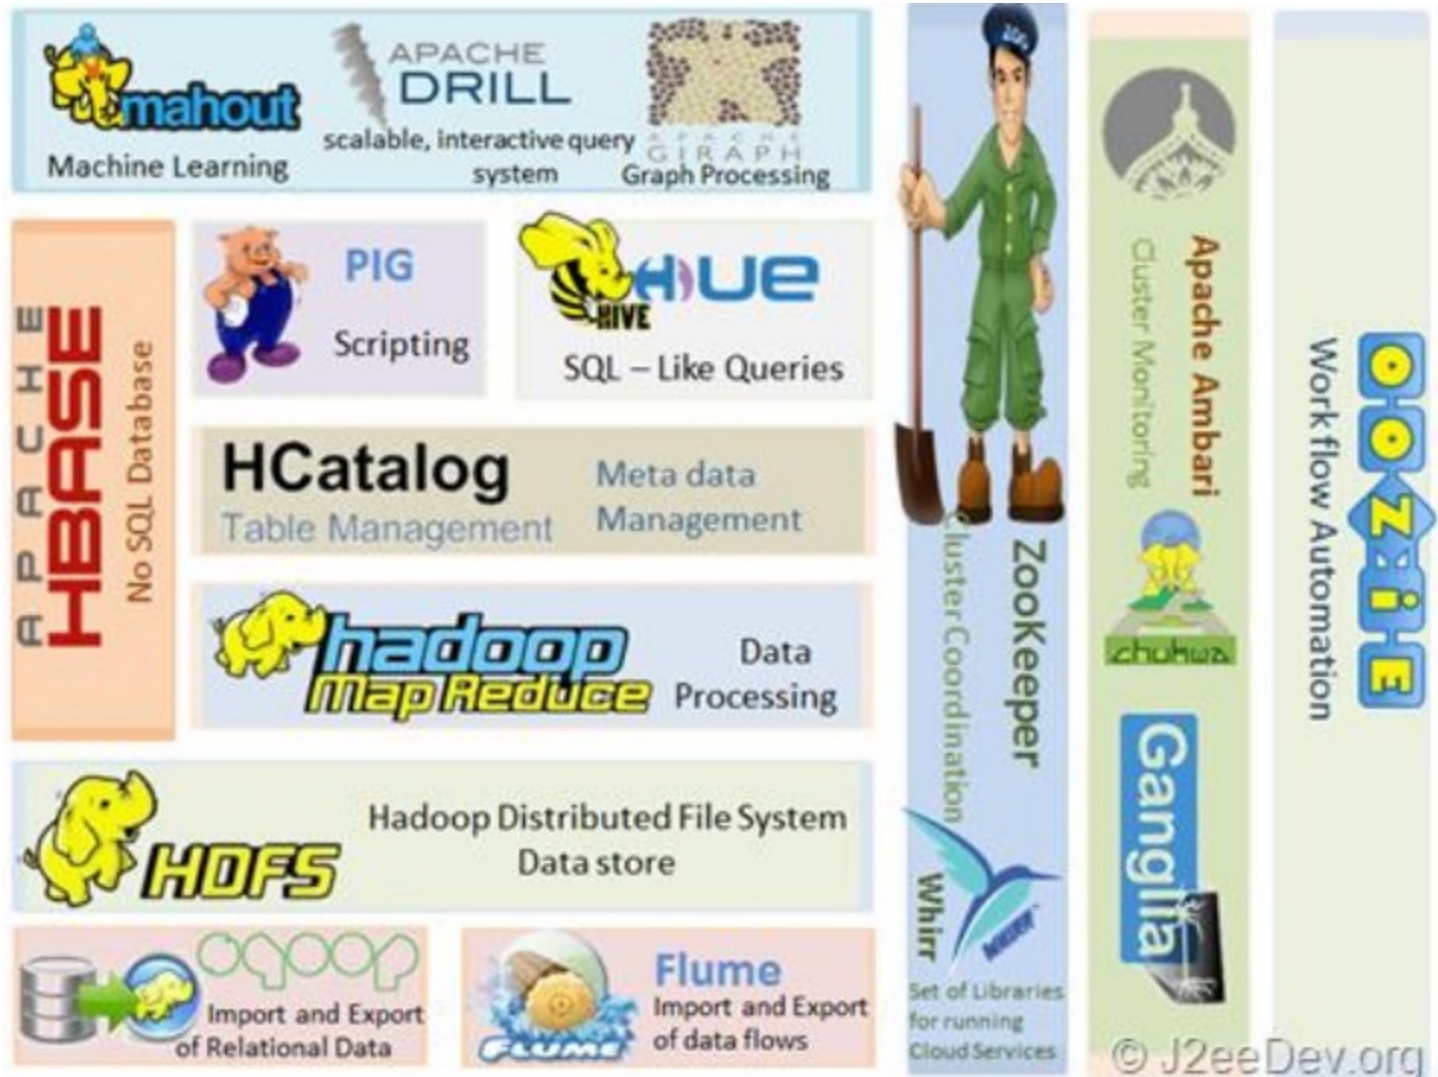 mahout
Machine Learning
APACHE
DRILL
scalable, interactive query
system
APACHE
GIRAPH
Graph Processing
APACHE
HBASE
No SQL Database
PIG
Scripting
HIVE
HUE
SQL – Like Queries
HCatalog
Table Management
Meta data
Management
hadoop
Map Reduce
Data
Processing
HDFS
Hadoop Distributed File System
Data store
sqoop
Import and Export
of Relational Data
FLUME
Flume
Import and Export
of data flows
ZOO
ZooKeeper
Cluster Coordination
Whirr
WHIRR
Set of Libraries
for running
Cloud Services
Apache Ambari
Cluster Monitoring
chukwa
Ganglia
OOZIE
Work flow Automation
© J2eeDev.org